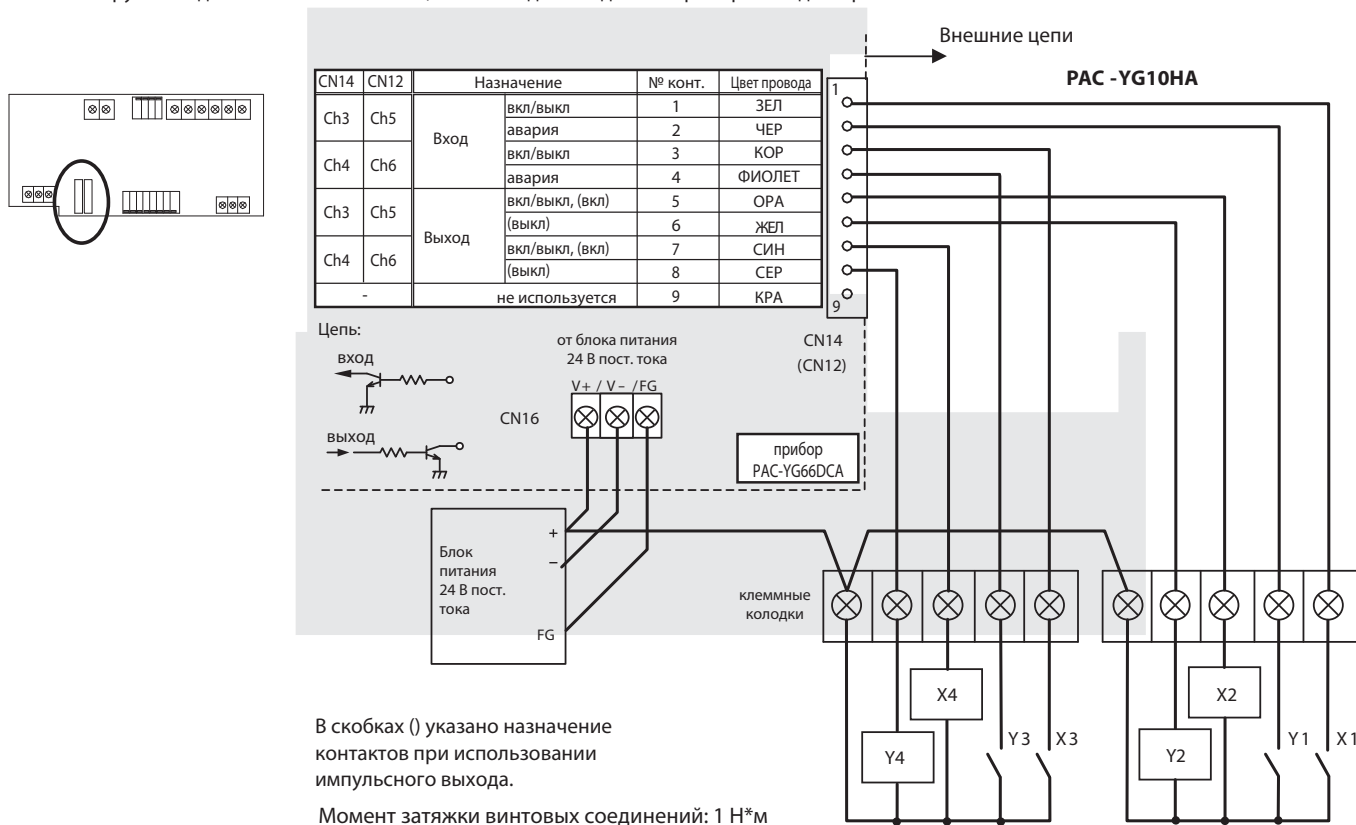 Внешние цепи
PAC -YG10HA
CN14 CN12 Назначение № конт. Цвет провода
Ch3 Ch5 Вход вкл/выкл 1 ЗЕЛ
авария 2 ЧЕР
Ch4 Ch6 вкл/выкл 3 КОР
авария 4 ФИОЛЕТ
Ch3 Ch5 Выход вкл/выкл, (вкл) 5 ОРА
(выкл) 6 ЖЕЛ
Ch4 Ch6 вкл/выкл, (вкл) 7 СИН
(выкл) 8 СЕР
- не используется 9 КРА
1
9
Цепь:
вход
выход
от блока питания
24 В пост. тока
V+ / V – /FG
CN16
CN14
(CN12)
прибор
PAC-YG66DCA
Блок
питания
24 В пост.
тока
+
–
FG
клеммные
колодки
X4
Y4
Y3 X3
X2
Y2
Y1 X1
В скобках () указано назначение
контактов при использовании
импульсного выхода.
Момент затяжки винтовых соединений: 1 Н*м